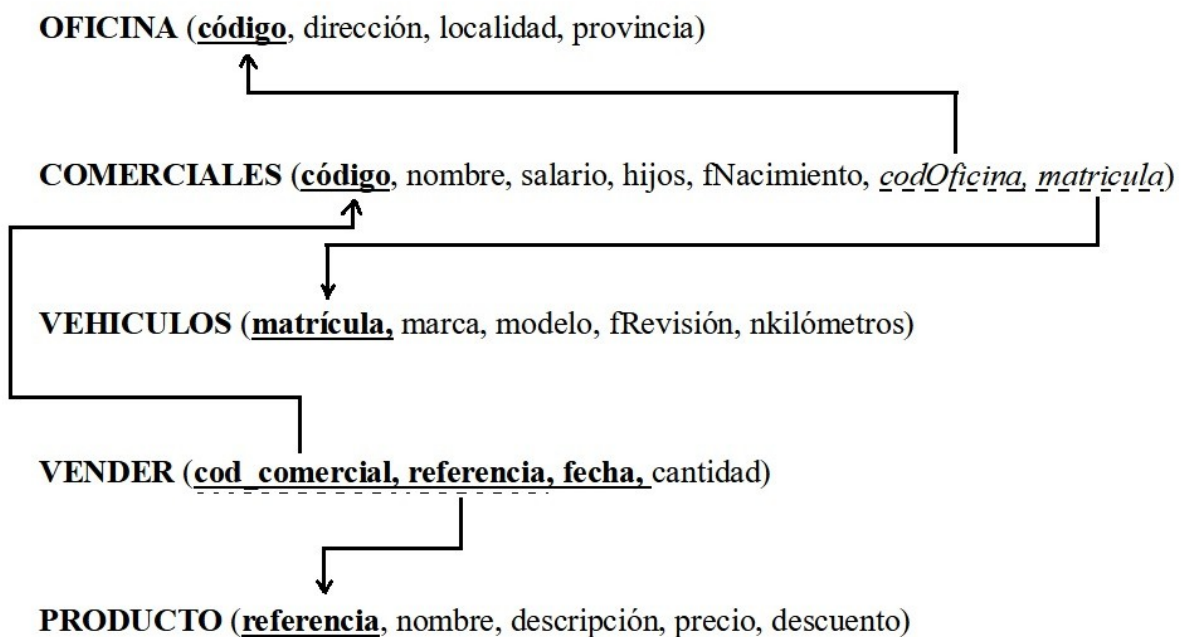 OFICINA (código, dirección, localidad, provincia)
COMERCIALES (código, nombre, salario, hijos, fNacimiento, codOficina, matricula)
VEHICULOS (matrícula, marca, modelo, fRevisión, nkilómetros)
VENDER (cod_comercial, referencia, fecha, cantidad)
PRODUCTO (referencia, nombre, descripción, precio, descuento)